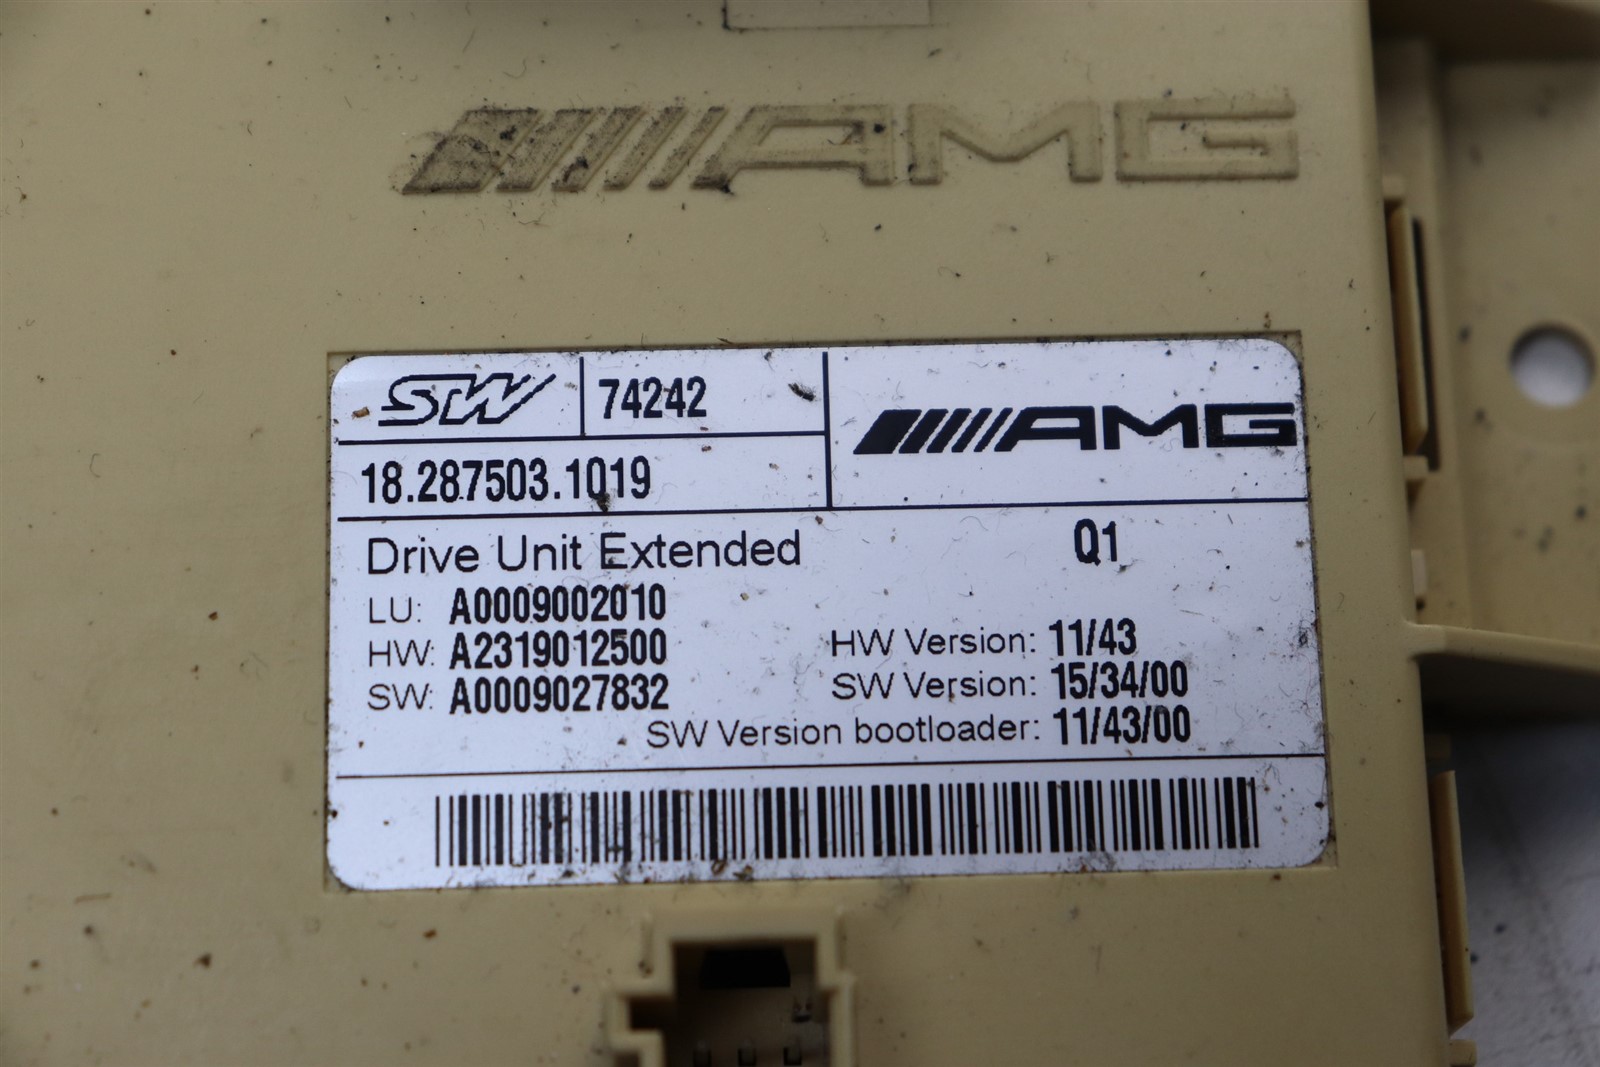 AMG
SW 74242
AMG
18.287503.1019
Drive Unit Extended Q1
LU: A0009002010
HW: A2319012500 HW Version: 11/43
SW: A0009027832 SW Version: 15/34/00
SW Version bootloader: 11/43/00